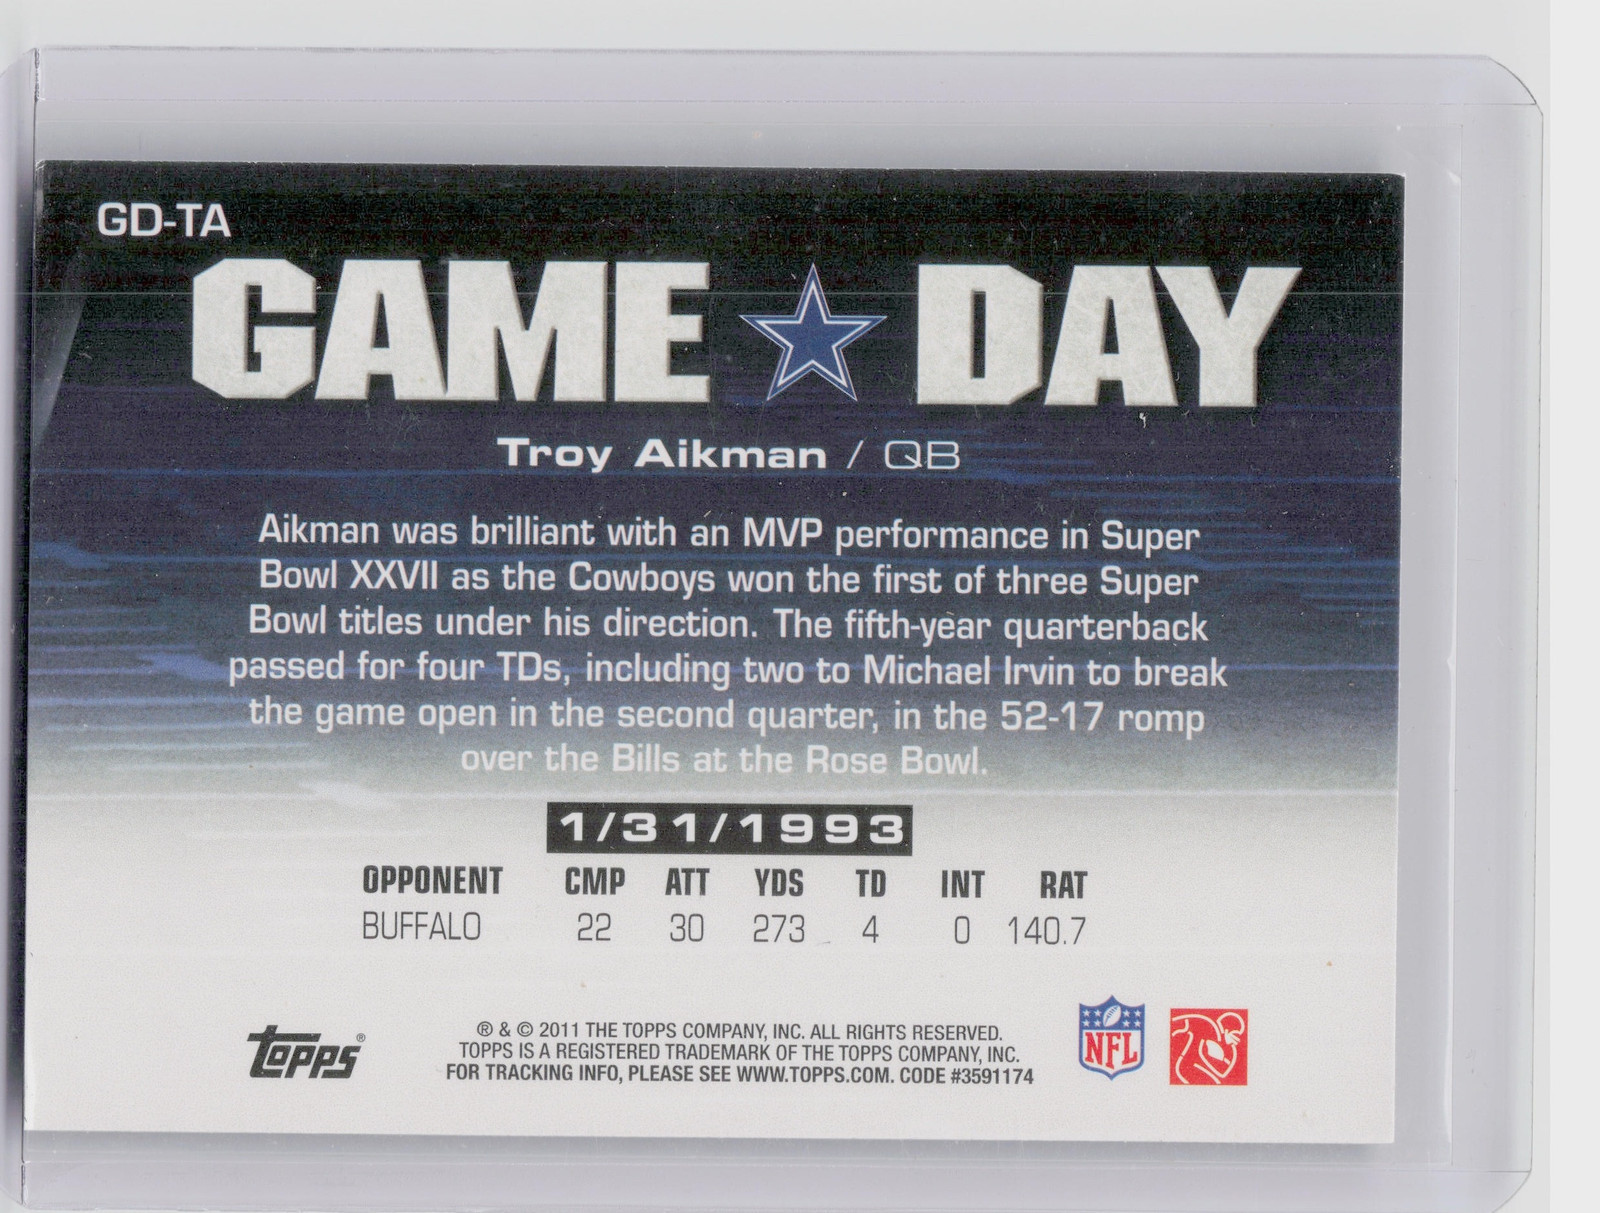 GD-TA
GAME DAY
Troy Aikman / QB
Aikman was brilliant with an MVP performance in Super
Bowl XXVII as the Cowboys won the first of three Super
Bowl titles under his direction. The fifth-year quarterback
passed for four TDs, including two to Michael Irvin to break
the game open in the second quarter, in the 52-17 romp
over the Bills at the Rose Bowl.
1/31/1993
OPPONENT CMP ATT YDS TD INT RAT
BUFFALO 22 30 273 4 0 140.7
topps®
® & © 2011 THE TOPPS COMPANY, INC. ALL RIGHTS RESERVED.
TOPPS IS A REGISTERED TRADEMARK OF THE TOPPS COMPANY, INC.
FOR TRACKING INFO, PLEASE SEE WWW.TOPPS.COM. CODE #3591174
NFL